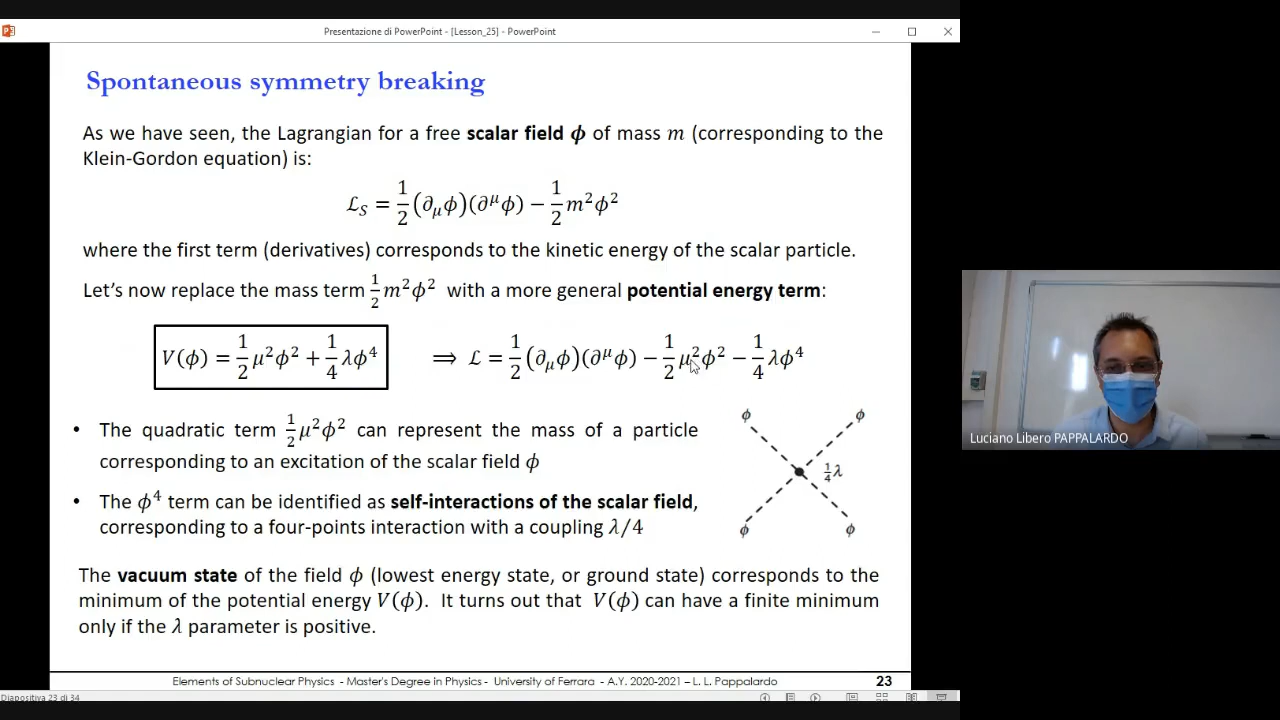 Presentazione di PowerPoint - [Lesson_25] - PowerPoint
Spontaneous symmetry breaking
As we have seen, the Lagrangian for a free scalar field ϕ of mass m (corresponding to the
Klein-Gordon equation) is:
ℒ_S = 1/2 (∂_μϕ)(∂^μϕ) − 1/2 m²ϕ²
where the first term (derivatives) corresponds to the kinetic energy of the scalar particle.
Let's now replace the mass term 1/2 m²ϕ² with a more general potential energy term:
V(ϕ) = 1/2 μ²ϕ² + 1/4 λϕ⁴ ⟹ ℒ = 1/2 (∂_μϕ)(∂^μϕ) − 1/2 μ²ϕ² − 1/4 λϕ⁴
• The quadratic term 1/2 μ²ϕ² can represent the mass of a particle
corresponding to an excitation of the scalar field ϕ
• The ϕ⁴ term can be identified as self-interactions of the scalar field,
corresponding to a four-points interaction with a coupling λ/4
ϕ ϕ
1/4 λ
ϕ ϕ
The vacuum state of the field ϕ (lowest energy state, or ground state) corresponds to the
minimum of the potential energy V(ϕ). It turns out that V(ϕ) can have a finite minimum
only if the λ parameter is positive.
Elements of Subnuclear Physics - Master's Degree in Physics - University of Ferrara - A.Y. 2020-2021 – L. L. Pappalardo
23
Diapositiva 23 di 34
Luciano Libero PAPPALARDO